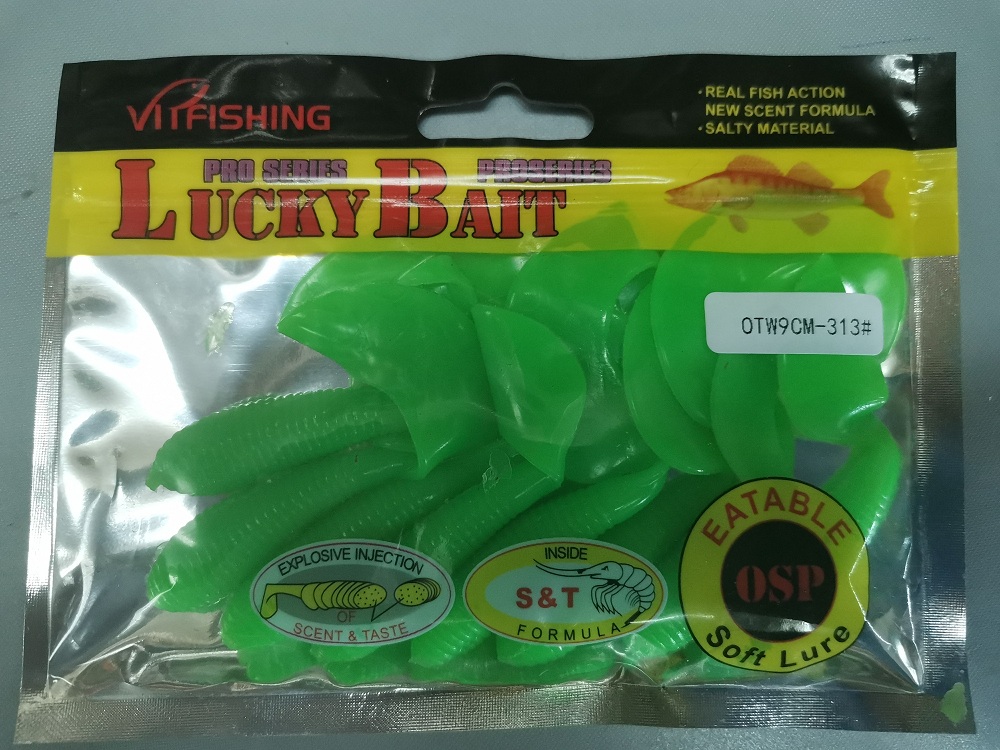 VITFISHING
·REAL FISH ACTION
NEW SCENT FORMULA
·SALTY MATERIAL
PRO SERIES PROSERIES
LUCKY BAIT
OTW9CM-313#
EXPLOSIVE INJECTION
OF
SCENT & TASTE
INSIDE
S & T
FORMULA
EATABLE
OSP
Soft Lure